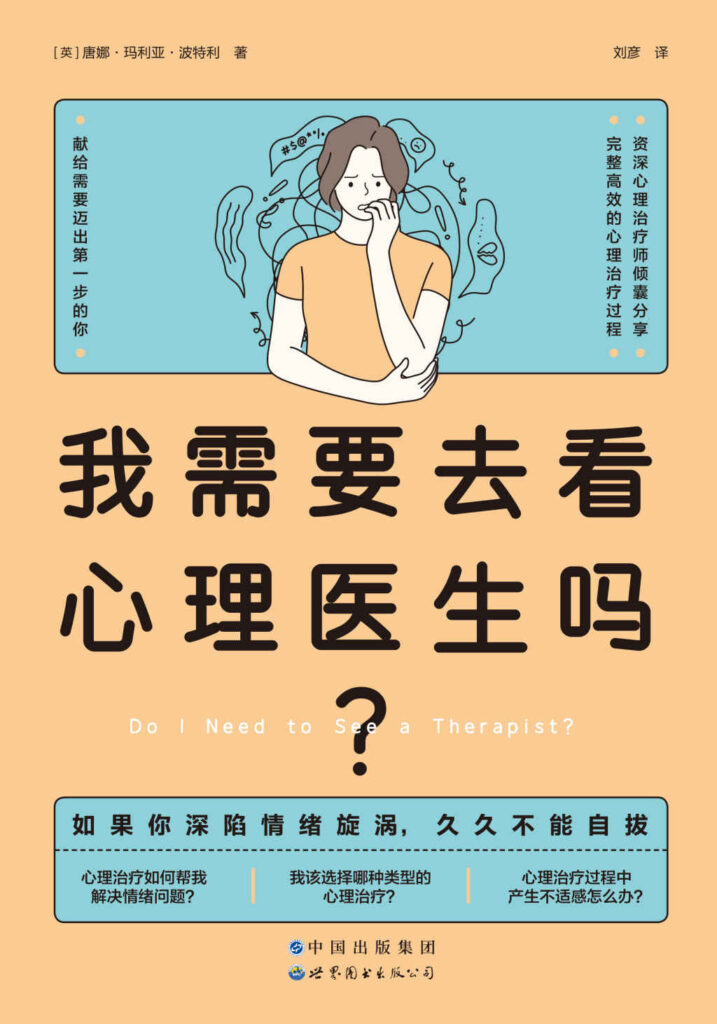 [英]唐娜·玛利亚·波特利 著
刘彦 译
资深心理治疗师倾囊分享
完整高效的心理治疗过程
献给需要迈出第一步的你
#$@*%
我需要去看
心理医生吗
?
Do I Need to See a Therapist?
如果你深陷情绪旋涡，久久不能自拔
心理治疗如何帮我
解决情绪问题?
我该选择哪种类型的
心理治疗?
心理治疗过程中
产生不适感怎么办?
中国出版集团
世界图书出版公司